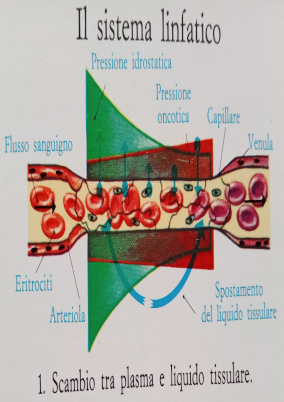 Il sistema linfatico
Pressione idrostatica
Pressione
oncotica
Capillare
Flusso sanguigno
Venula
Eritrociti
Arteriola
Spostamento
del liquido tissulare
1. Scambio tra plasma e liquido tissulare.